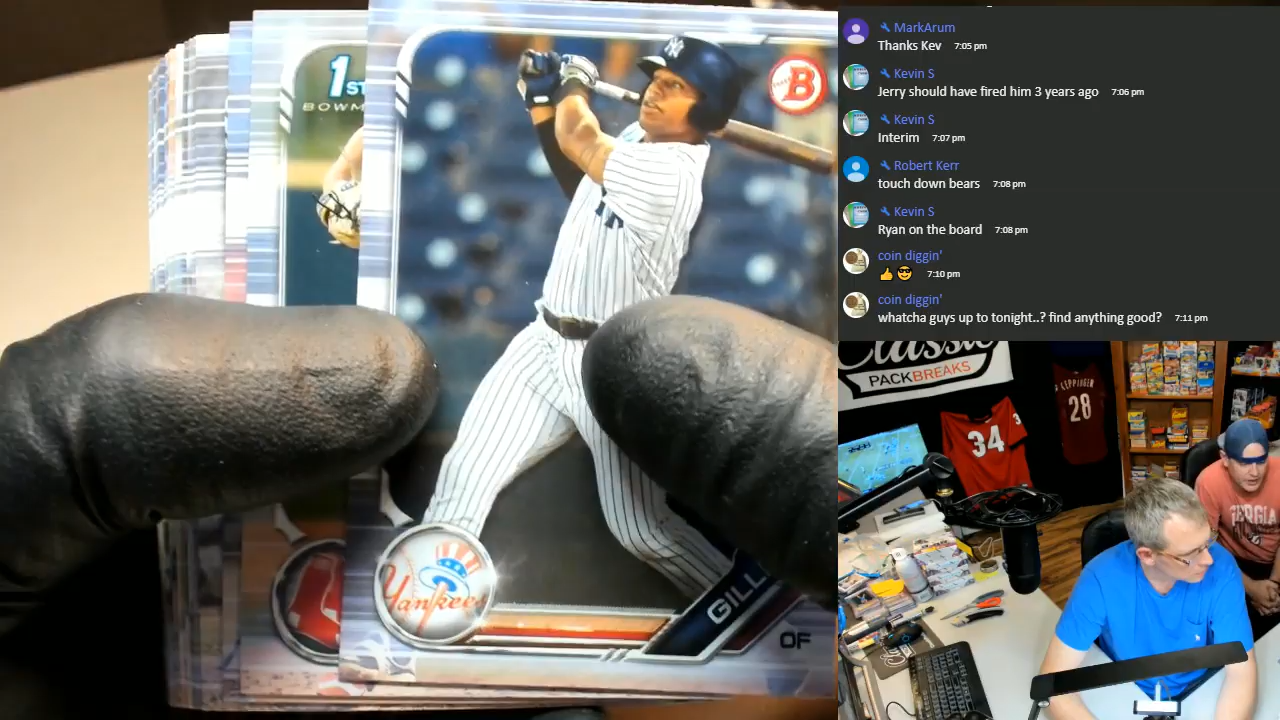 1ST
BOWM
NY
B
Yankees
GILL
OF
MarkArum
Thanks Kev 7:05 pm
Kevin S
Jerry should have fired him 3 years ago 7:06 pm
Kevin S
Interim 7:07 pm
Robert Kerr
touch down bears 7:08 pm
Kevin S
Ryan on the board 7:08 pm
coin diggin'
👍😎 7:10 pm
coin diggin'
whatcha guys up to tonight..? find anything good? 7:11 pm
Classic
PACKBREAKS
KEPPINGER
28
34
3